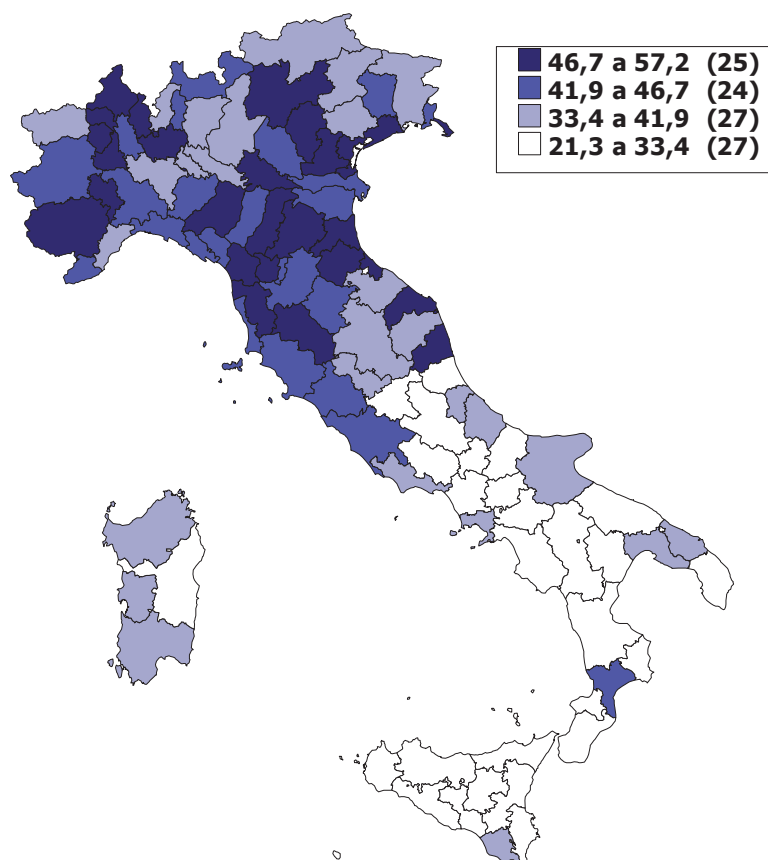 46,7 a 57,2 (25)
41,9 a 46,7 (24)
33,4 a 41,9 (27)
21,3 a 33,4 (27)